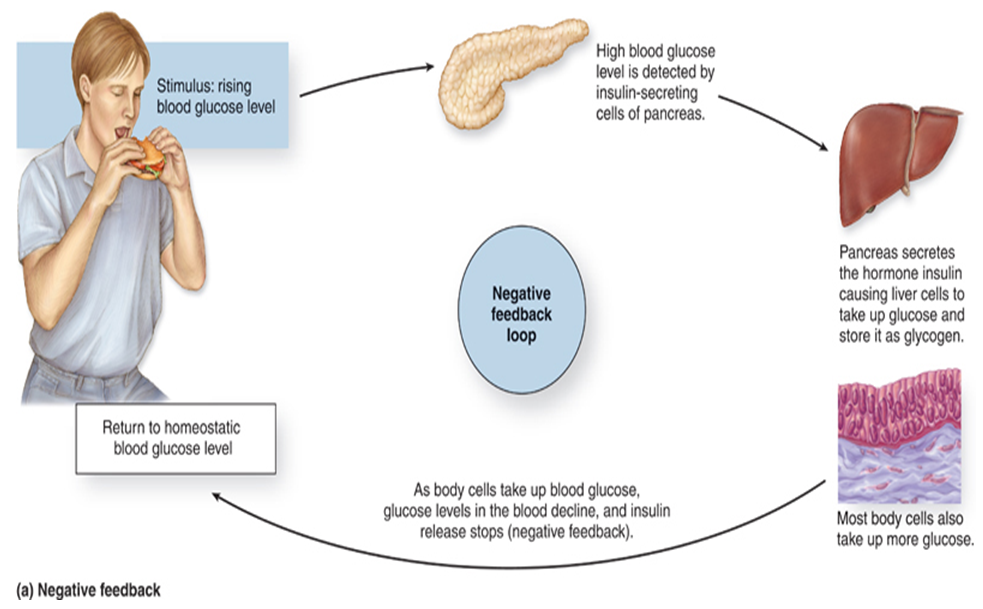 Stimulus: rising
blood glucose level
High blood glucose
level is detected by
insulin-secreting
cells of pancreas.
Pancreas secretes
the hormone insulin
causing liver cells to
take up glucose and
store it as glycogen.
Negative
feedback
loop
Most body cells also
take up more glucose.
As body cells take up blood glucose,
glucose levels in the blood decline, and insulin
release stops (negative feedback).
Return to homeostatic
blood glucose level
(a) Negative feedback